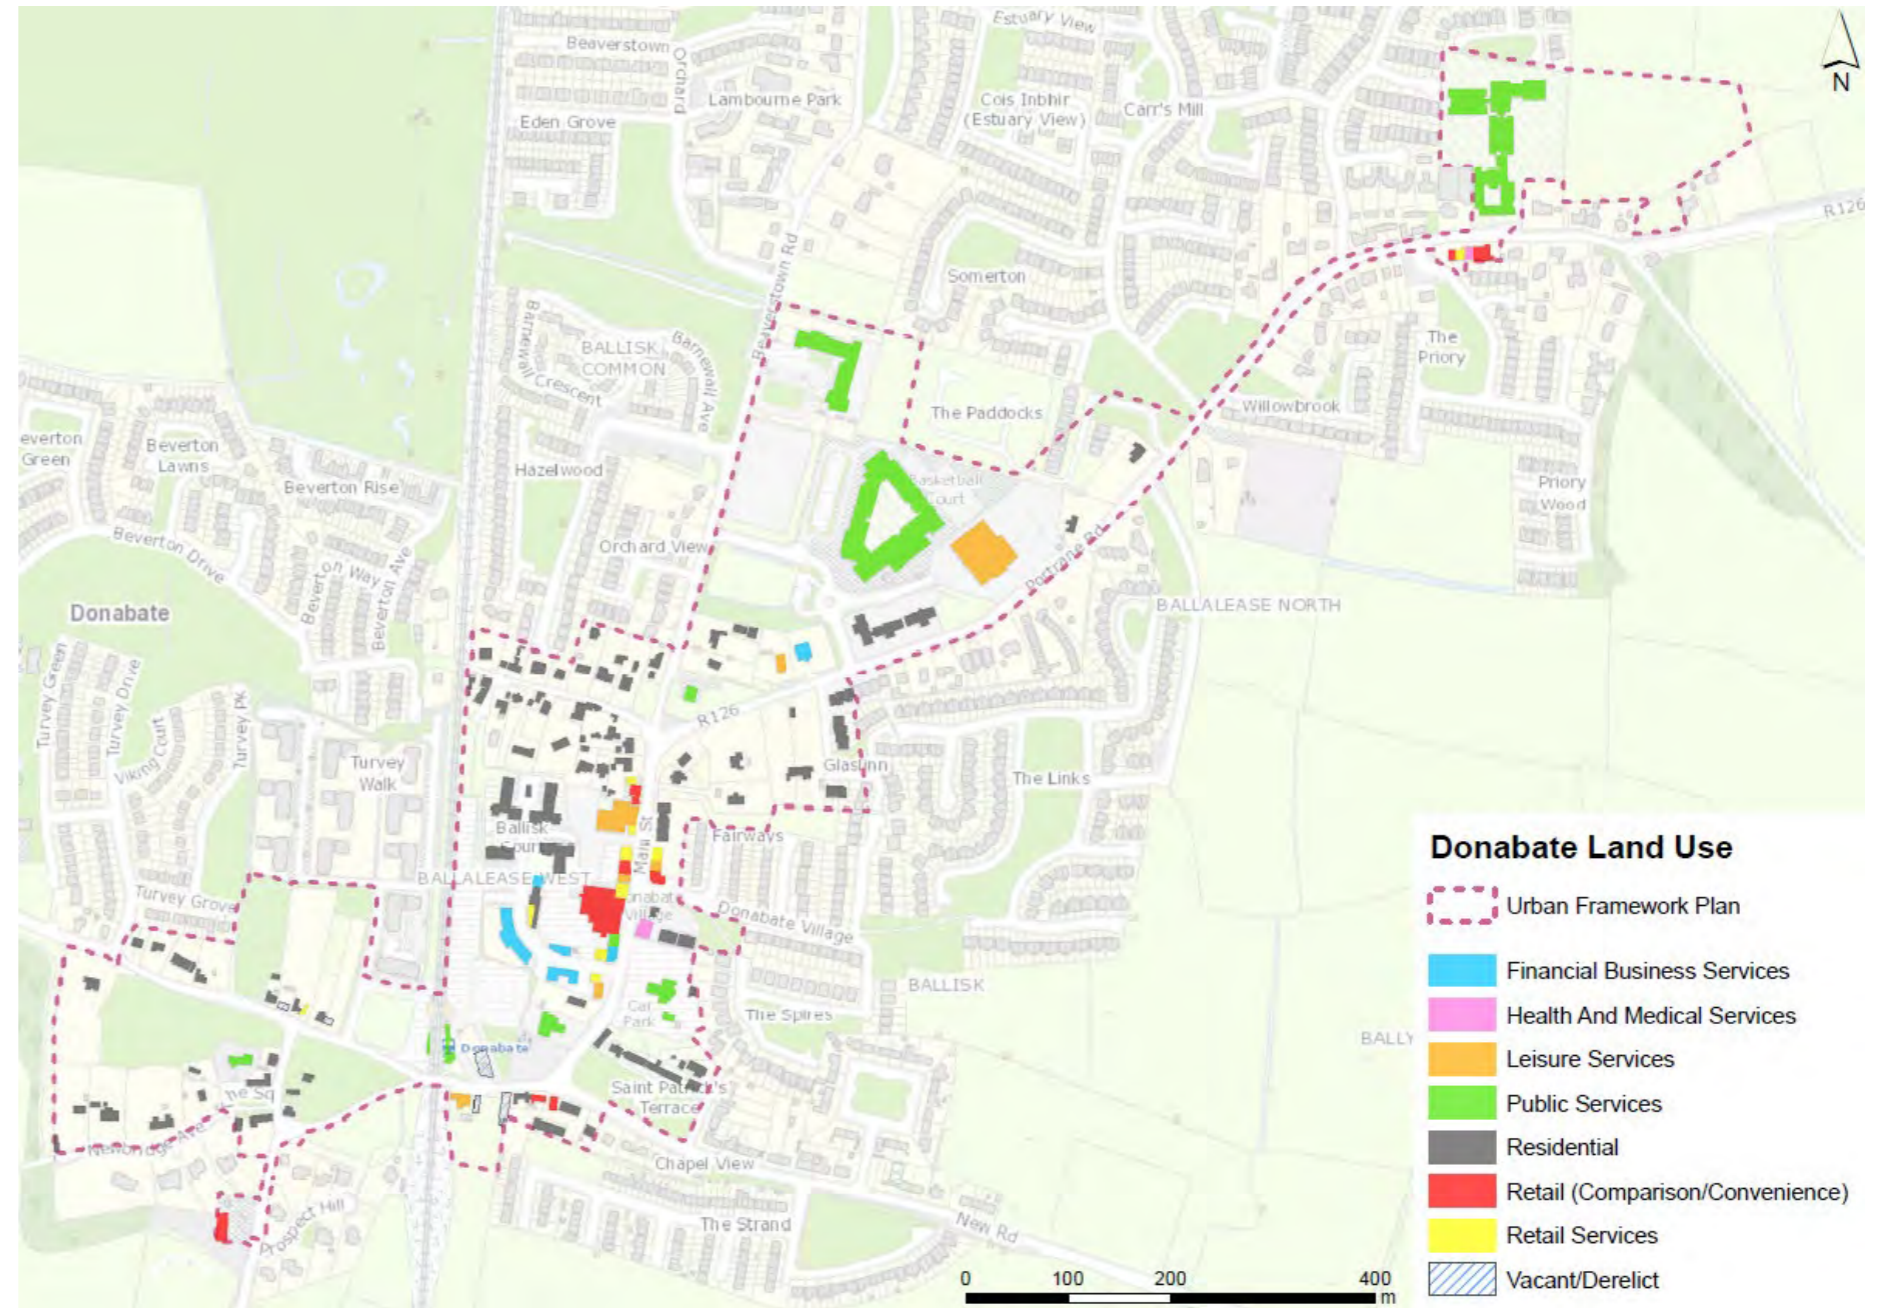 Estuary View
Beaverstown
Orchard
Lambourne Park
Cois Inbhir
(Estuary View)
Carr's Mill
Eden Grove
N
R126
Beaverstown Rd
Somerton
Barnewall Crescent
BALLISK
COMMON
Barnewall Ave
The
Priory
The Paddocks
Willowbrook
everton
Green
Beverton
Lawns
Beverton Rise
Hazelwood
Basketball
Court
Priory
Wood
Beverton Drive
Orchard View
Portrane Rd
Beverton Way
Beverton Ave
BALLALEASE NORTH
Donabate
Turvey Green
Turvey Drive
Viking Court
Turvey Pk
R126
Turvey
Walk
Glaslinn
The Links
Ballisk
Court
Main St
Fairways
BALLALEASE WEST
Turvey Grove
Donabate Village
BALLISK
Car
Park
The Spires
BALLY
Donabate
Saint Patrick's
Terrace
he Sq
Newbridge Ave
Chapel View
Prospect Hill
The Strand
New Rd
Donabate Land Use
Urban Framework Plan
Financial Business Services
Health And Medical Services
Leisure Services
Public Services
Residential
Retail (Comparison/Convenience)
Retail Services
Vacant/Derelict
0 100 200 400
m